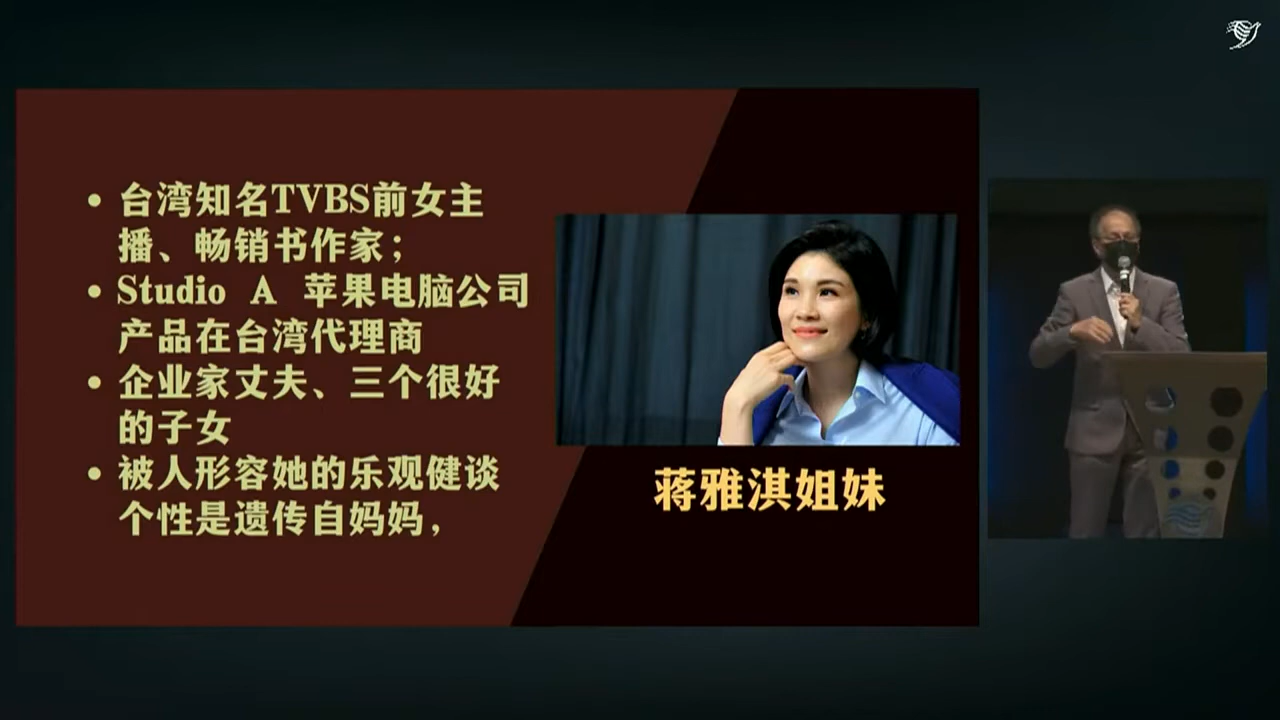 • 台湾知名TVBS前女主
播、畅销书作家；
• Studio A 苹果电脑公司
产品在台湾代理商
• 企业家丈夫、三个很好
的子女
• 被人形容她的乐观健谈
个性是遗传自妈妈，
蒋雅淇姐妹